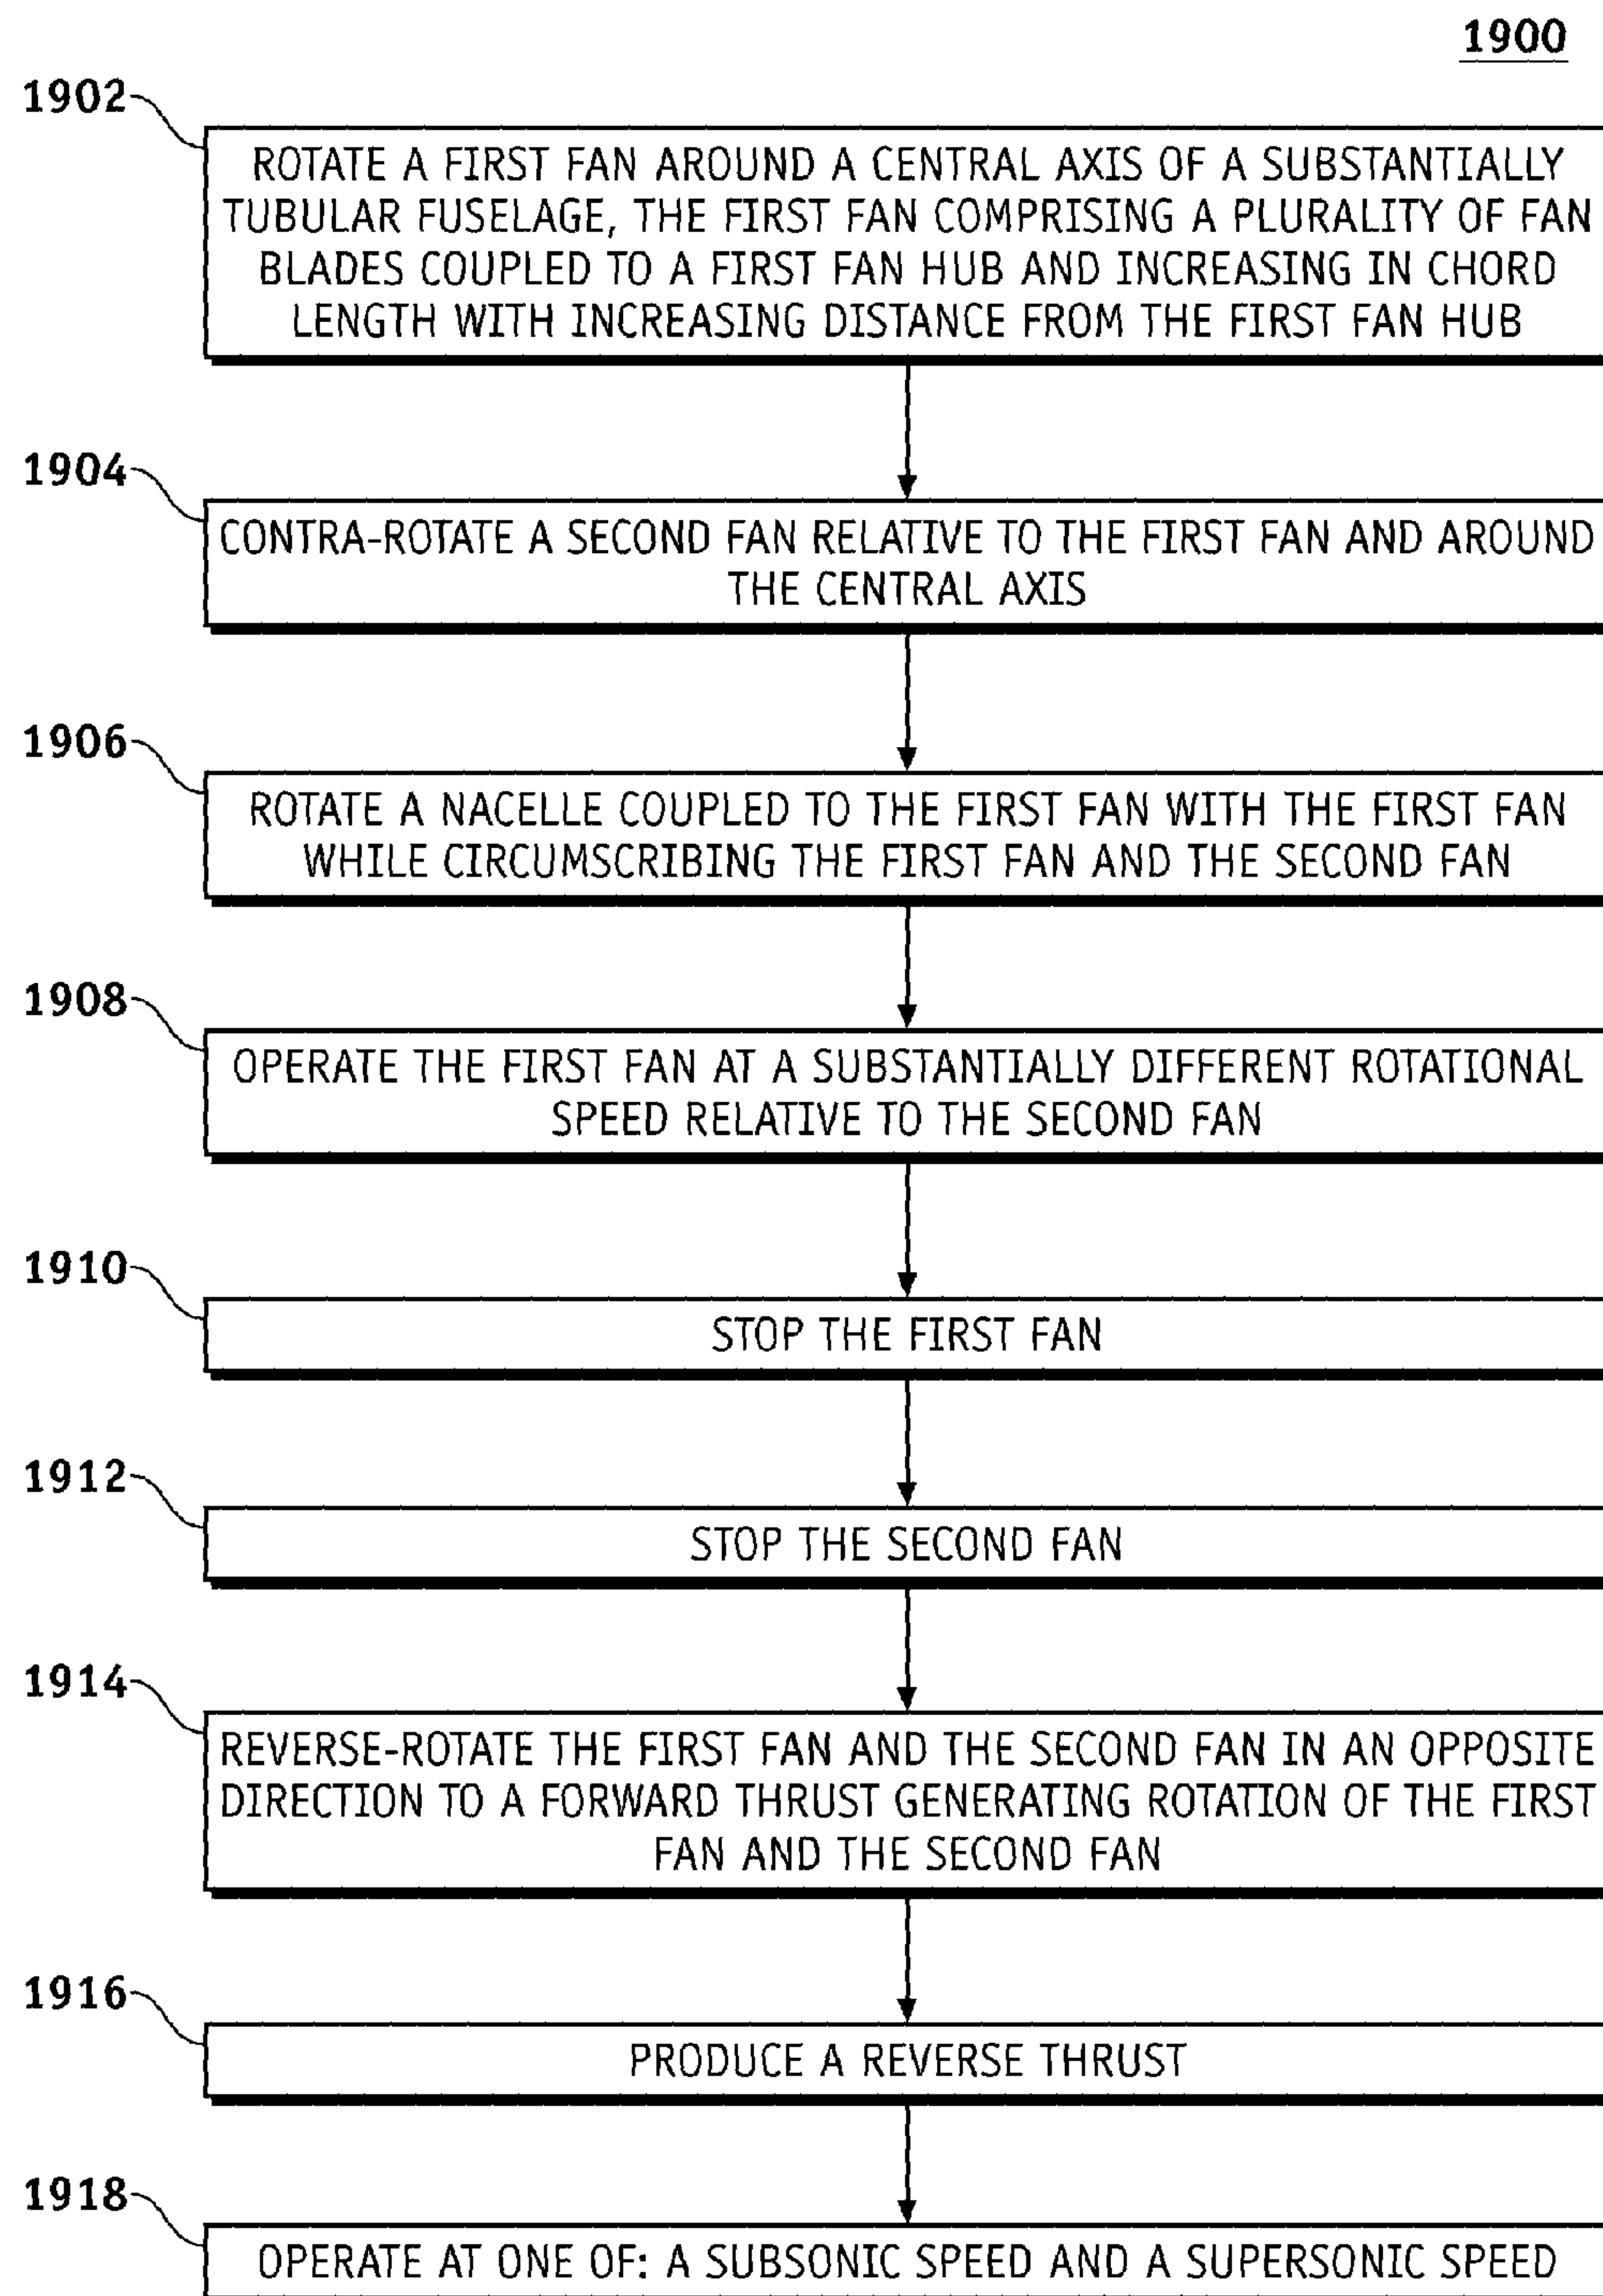 1900
1902
ROTATE A FIRST FAN AROUND A CENTRAL AXIS OF A SUBSTANTIALLY
TUBULAR FUSELAGE, THE FIRST FAN COMPRISING A PLURALITY OF FAN
BLADES COUPLED TO A FIRST FAN HUB AND INCREASING IN CHORD
LENGTH WITH INCREASING DISTANCE FROM THE FIRST FAN HUB
1904
CONTRA-ROTATE A SECOND FAN RELATIVE TO THE FIRST FAN AND AROUND
THE CENTRAL AXIS
1906
ROTATE A NACELLE COUPLED TO THE FIRST FAN WITH THE FIRST FAN
WHILE CIRCUMSCRIBING THE FIRST FAN AND THE SECOND FAN
1908
OPERATE THE FIRST FAN AT A SUBSTANTIALLY DIFFERENT ROTATIONAL
SPEED RELATIVE TO THE SECOND FAN
1910
STOP THE FIRST FAN
1912
STOP THE SECOND FAN
1914
REVERSE-ROTATE THE FIRST FAN AND THE SECOND FAN IN AN OPPOSITE
DIRECTION TO A FORWARD THRUST GENERATING ROTATION OF THE FIRST
FAN AND THE SECOND FAN
1916
PRODUCE A REVERSE THRUST
1918
OPERATE AT ONE OF: A SUBSONIC SPEED AND A SUPERSONIC SPEED